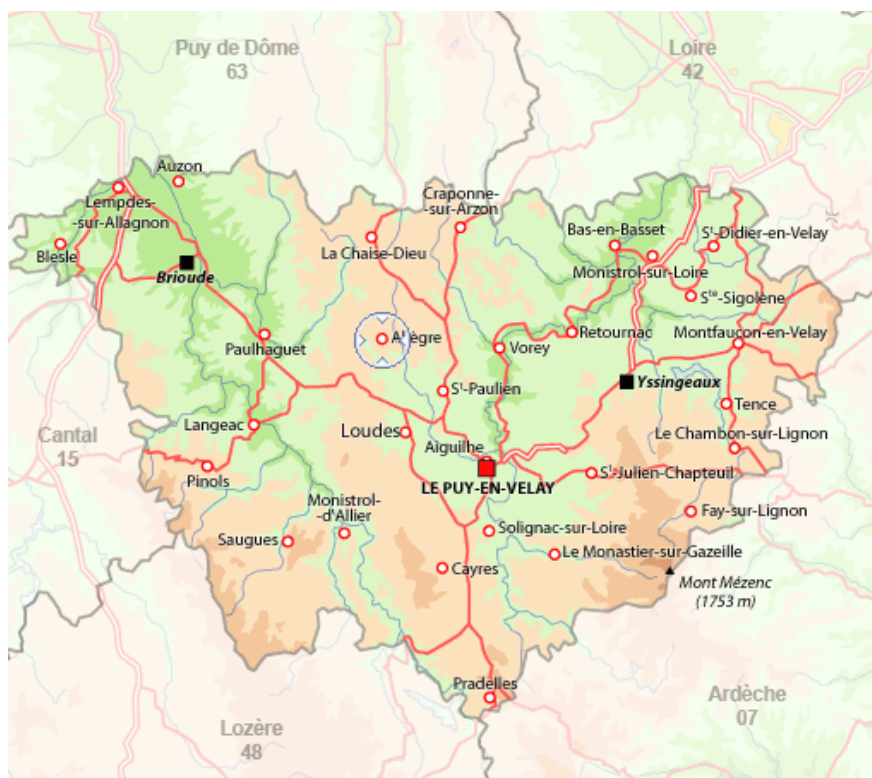 Puy de Dôme
63
Loire
42
Auzon
Lempdes-
-sur-Allagnon
Craponne-
-sur-Arzon
Bas-en-Basset
St-Didier-en-Velay
Blesle
La Chaise-Dieu
Monistrol-sur-Loire
Brioude
Ste-Sigolène
Allègre
Retournac
Montfaucon-en-Velay
Paulhaguet
Vorey
St-Paulien
Yssingeaux
Tence
Langeac
Loudes
Cantal
15
Aiguilhe
Le Chambon-sur-Lignon
Pinols
LE PUY-EN-VELAY
St-Julien-Chapteuil
Monistrol-
-d'Allier
Fay-sur-Lignon
Saugues
Solignac-sur-Loire
Le Monastier-sur-Gazeille
Cayres
Mont Mézenc
(1753 m)
Pradelles
Ardèche
07
Lozère
48